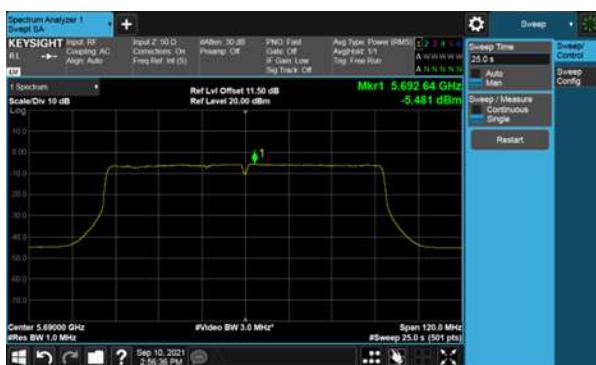 Spectrum Analyzer 1
Swept SA
+
Sweep
KEYSIGHT
Input: RF
Coupling: AC
Align: Auto
Input Z: 50 Ω
Corrections: On
Freq Ref: Int (S)
#Atten: 30 dB
Preamp: Off
PNO: Fast
Gate: Off
IF Gain: Low
Sig Track: Off
Avg Type: Power (RMS)
Avg|Hold: 1/1
Trig: Free Run
1 2 3 4 5 6
A W W W W W
A N N N N N
Sweep Time
25.0 s
Auto
Man
Sweep / Measure
Continuous
Single
Restart
Sweep/
Control
Sweep
Config
1 Spectrum
Scale/Div 10 dB
Log
Ref Lvl Offset 11.50 dB
Ref Level 20.00 dBm
Mkr1 5.692 64 GHz
-5.481 dBm
10.0
0.00
-10.0
-20.0
-30.0
-40.0
-50.0
-60.0
-70.0
1
Center 5.69000 GHz
#Res BW 1.0 MHz
#Video BW 3.0 MHz*
Span 120.0 MHz
#Sweep 25.0 s (501 pts)
?
Sep 10, 2021
2:56:36 PM